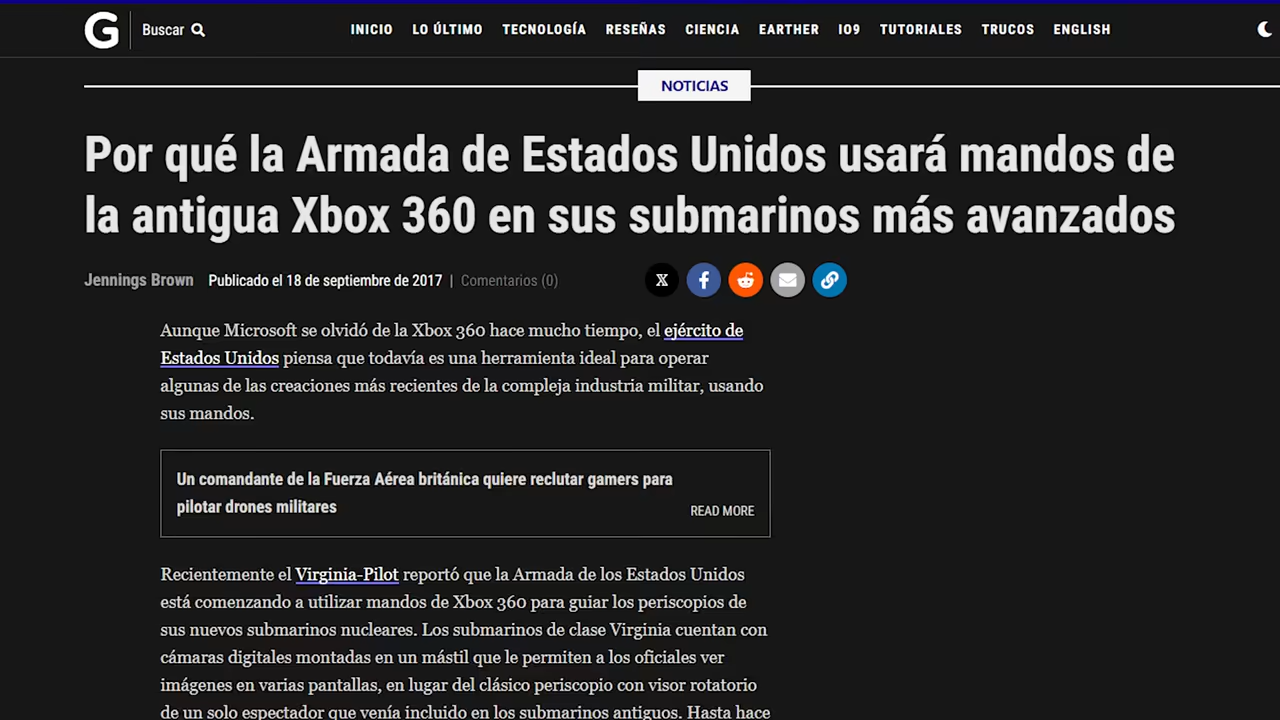 G Buscar INICIO LO ÚLTIMO TECNOLOGÍA RESEÑAS CIENCIA EARTHER IO9 TUTORIALES TRUCOS ENGLISH
NOTICIAS
Por qué la Armada de Estados Unidos usará mandos de
la antigua Xbox 360 en sus submarinos más avanzados
Jennings Brown Publicado el 18 de septiembre de 2017 | Comentarios (0)
Aunque Microsoft se olvidó de la Xbox 360 hace mucho tiempo, el ejército de
Estados Unidos piensa que todavía es una herramienta ideal para operar
algunas de las creaciones más recientes de la compleja industria militar, usando
sus mandos.
Un comandante de la Fuerza Aérea británica quiere reclutar gamers para
pilotar drones militares
READ MORE
Recientemente el Virginia-Pilot reportó que la Armada de los Estados Unidos
está comenzando a utilizar mandos de Xbox 360 para guiar los periscopios de
sus nuevos submarinos nucleares. Los submarinos de clase Virginia cuentan con
cámaras digitales montadas en un mástil que le permiten a los oficiales ver
imágenes en varias pantallas, en lugar del clásico periscopio con visor rotatorio
de un solo espectador que venía incluido en los submarinos antiguos. Hasta hace